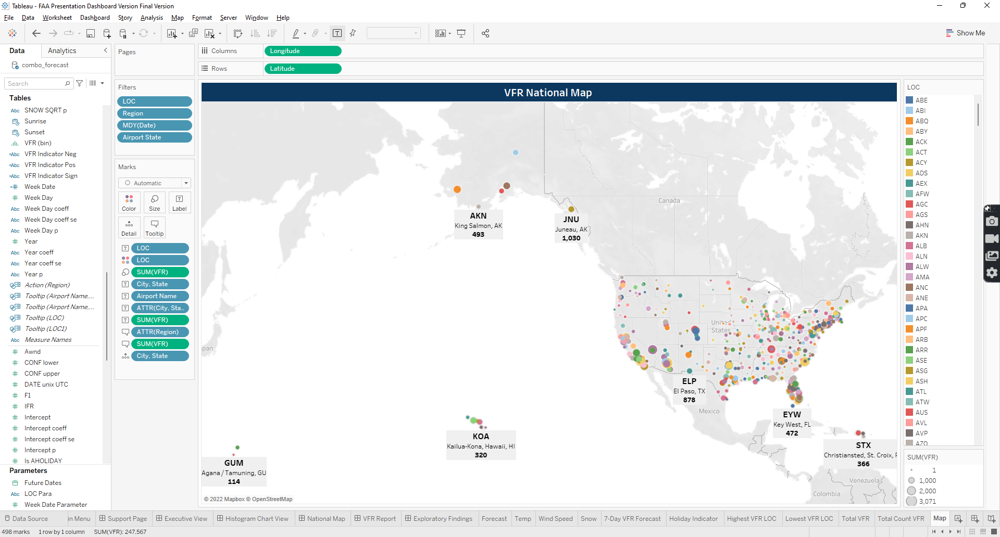 Tableau - FAA Presentation Dashboard Version Final Version
File Data Worksheet Dashboard Story Analysis Map Format Server Window Help
Show Me
Data Analytics
combo_forecast
Search
Tables
Abc SNOW SQRT p
Sunrise
Sunset
VFR (bin)
=Abc VFR Indicator Neg
=Abc VFR Indicator Pos
=Abc VFR Indicator Sign
=# Week Date
# Week Day
Abc Week Day coeff
Abc Week Day coeff se
Abc Week Day p
# Year
Abc Year coeff
Abc Year coeff se
Abc Year p
Action (Region)
Tooltip (Airport Name,...
Tooltip (Airport Name,...
Tooltip (LOC)
Tooltip (LOC1)
Abc Measure Names
# Awnd
# CONF lower
# CONF upper
# DATE unix UTC
# F1
# IFR
# Intercept
# Intercept coeff
# Intercept coeff se
# Intercept p
# Is AHOLIDAY
Parameters
Future Dates
Abc LOC Para
# Week Date Parameter
Pages
Filters
LOC
Region
MDY(Date)
Airport State
Marks
Automatic
Color Size Label
Detail Tooltip
LOC
LOC
SUM(VFR)
City, State
Airport Name
ATTR(City, Sta..
SUM(VFR)
ATTR(Region)
SUM(VFR)
City, State
Columns Longitude
Rows Latitude
VFR National Map
Canada
AKN
King Salmon, AK
493
JNU
Juneau, AK
1,030
United
States
pan
ELP
El Paso, TX
878
Mexico
EYW
Key West, FL
472
KOA
Kailua-Kona, Hawaii, HI
320
STX
Christiansted, St. Croix, 
366
GUM
Agana / Tamuning, GU
114
Venezuela
Colombia
© 2022 Mapbox © OpenStreetMap
LOC
ABE
ABI
ABQ
ABY
ACK
ACT
ACY
ADS
AEX
AFW
AGC
AGS
AHN
AKN
ALB
ALN
ALW
AMA
ANC
ANE
APA
APC
APF
ARB
ARR
ASE
ASG
ASH
ATL
ATW
AUS
AVL
AVP
AZO
SUM(VFR)
1
1,000
2,000
3,071
Data Source in Menu Support Page Executive View Histogram Chart View National Map VFR Report Exploratory Findings Forecast Temp Wind Speed Snow 7-Day VFR Forecast Holiday Indicator Highest VFR LOC Lowest VFR LOC Total VFR Total Count VFR Map
498 marks 1 row by 1 column SUM(VFR): 247,567